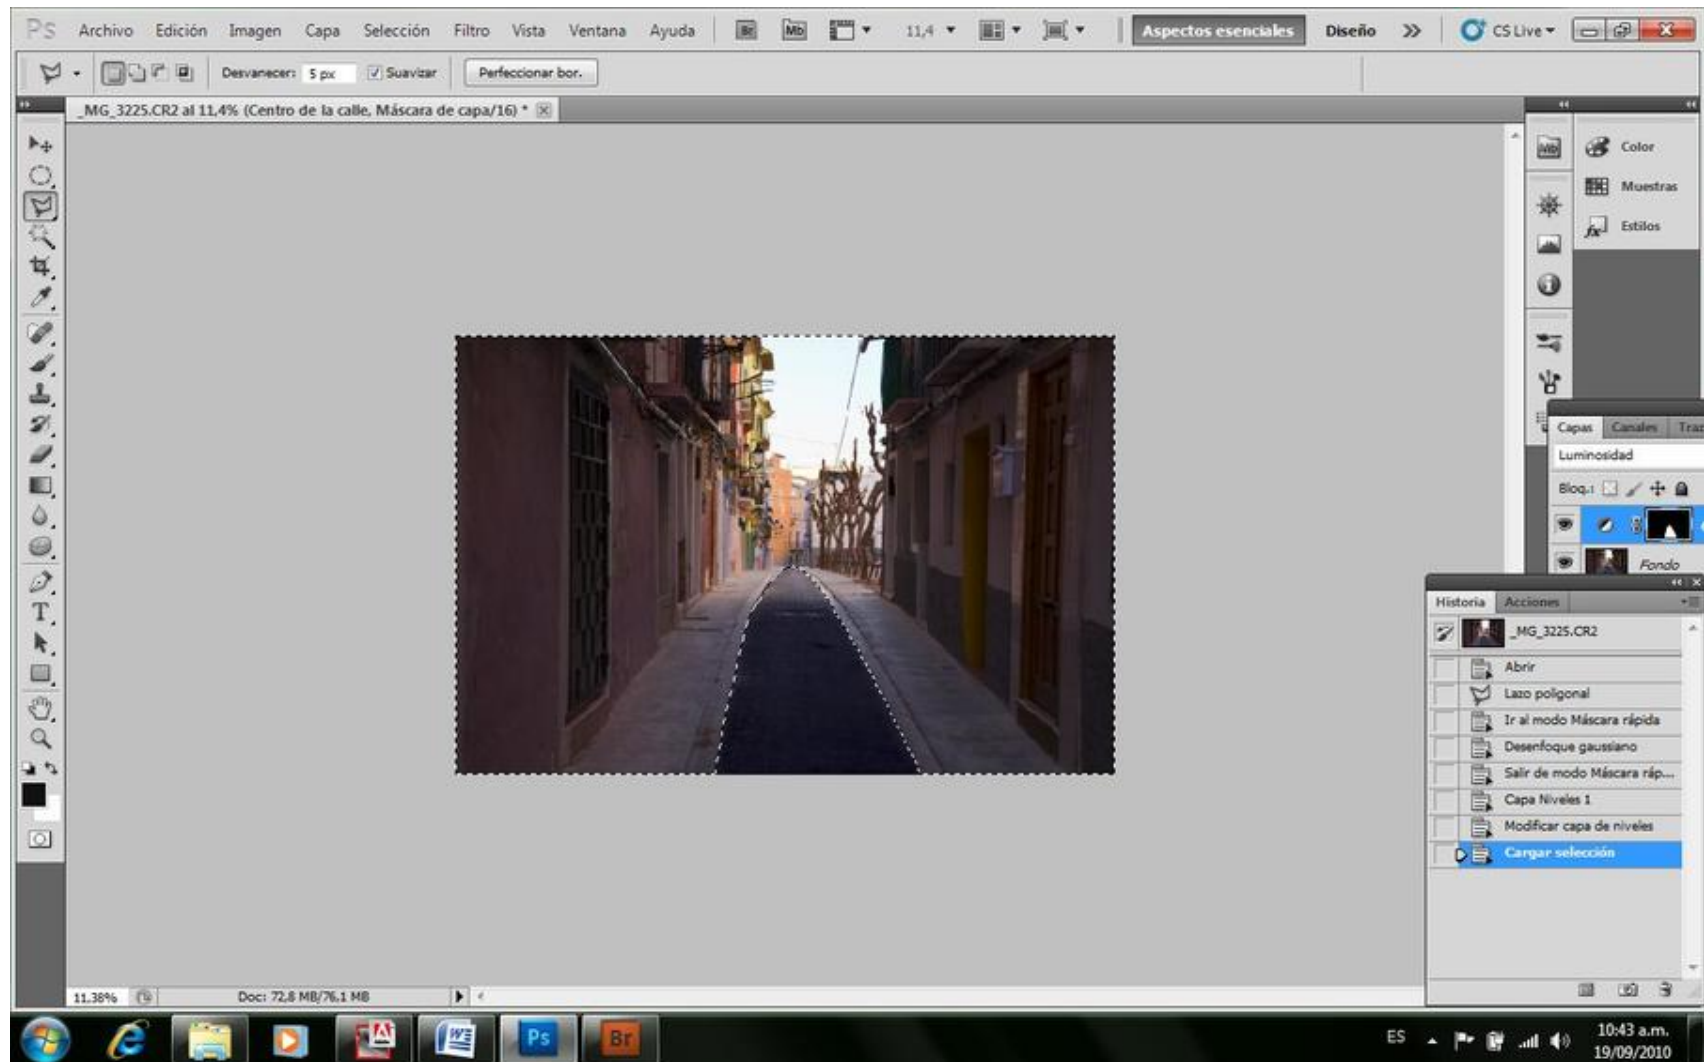 Ps Archivo Edición Imagen Capa Selección Filtro Vista Ventana Ayuda Br Mb 11,4 Aspectos esenciales Diseño CS Live
Desvanecer: 5 px Suavizar Perfeccionar bor.
_MG_3225.CR2 al 11,4% (Centro de la calle, Máscara de capa/16) *
Mb Color
Muestras
Estilos
Capas Canales Traz
Luminosidad
Bloq.:
Fondo
Historia Acciones
_MG_3225.CR2
Abrir
Lazo poligonal
Ir al modo Máscara rápida
Desenfoque gaussiano
Salir de modo Máscara ráp...
Capa Niveles 1
Modificar capa de niveles
Cargar selección
11,38% Doc: 72,8 MB/76,1 MB
Ps Br ES 10:43 a.m.
19/09/2010